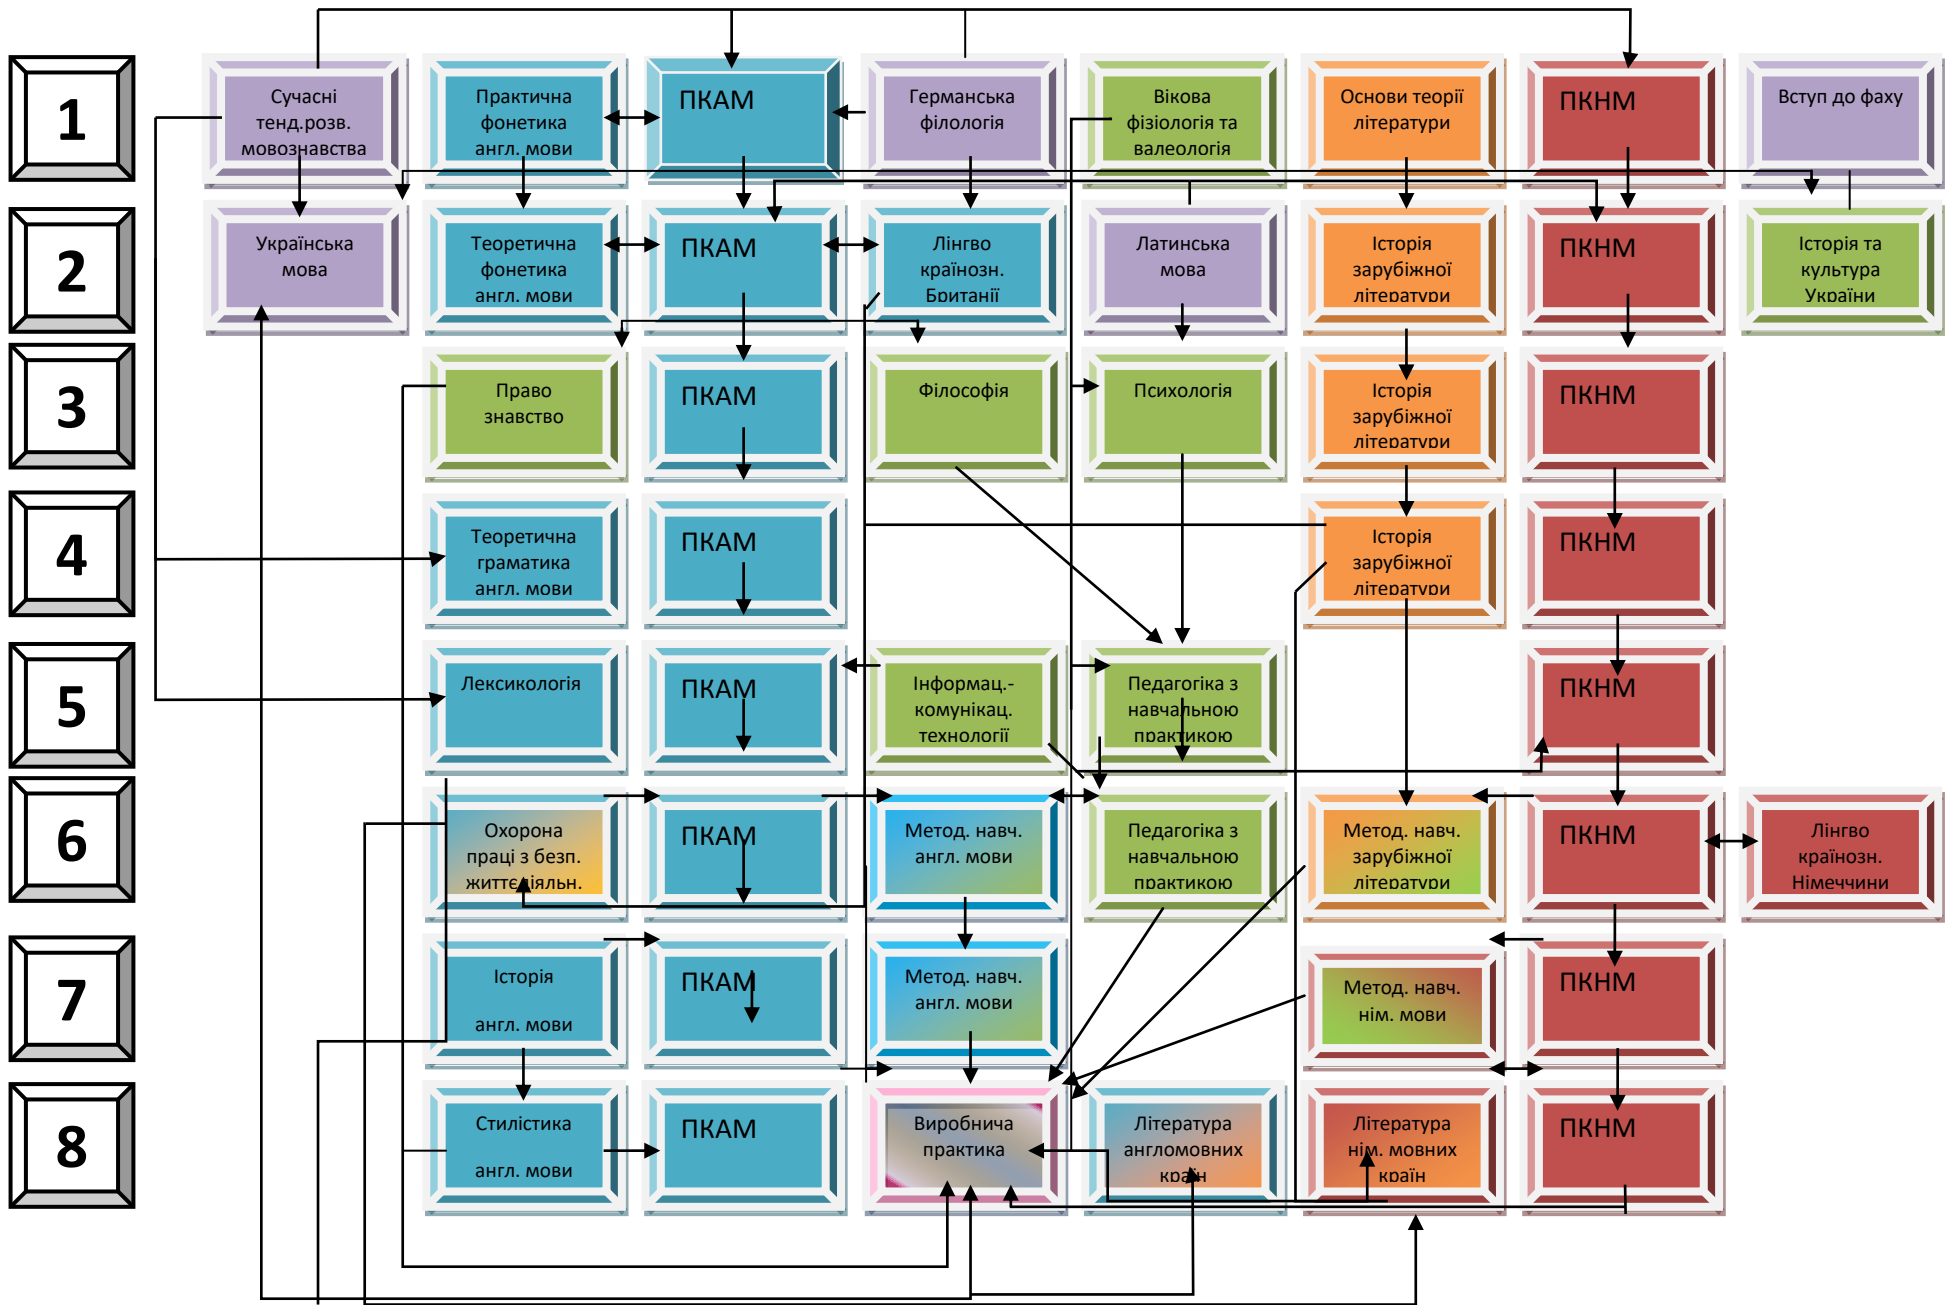 1
Сучасні
тенд.розв.
мовознавства
Практична
фонетика
англ. мови
ПКАМ
Германська
філологія
Вікова
фізіологія та
валеологія
Основи теорії
літератури
ПКНМ
Вступ до фаху
2
Українська
мова
Теоретична
фонетика
англ. мови
ПКАМ
Лінгво
країнозн.
Британії
Латинська
мова
Історія
зарубіжної
літератури
ПКНМ
Історія та
культура
України
3
Право
знавство
ПКАМ
Філософія
Психологія
Історія
зарубіжної
літератури
ПКНМ
4
Теоретична
граматика
англ. мови
ПКАМ
Історія
зарубіжної
літератури
ПКНМ
5
Лексикологія
ПКАМ
Інформац.-
комунікац.
технології
Педагогіка з
навчальною
практикою
ПКНМ
6
Охорона
праці з безп.
життєдіяльн.
ПКАМ
Метод. навч.
англ. мови
Педагогіка з
навчальною
практикою
Метод. навч.
зарубіжної
літератури
ПКНМ
Лінгво
країнозн.
Німеччини
7
Історія
англ. мови
ПКАМ
Метод. навч.
англ. мови
Метод. навч.
нім. мови
ПКНМ
8
Стилістика
англ. мови
ПКАМ
Виробнича
практика
Література
англомовних
країн
Література
нім. мовних
країн
ПКНМ